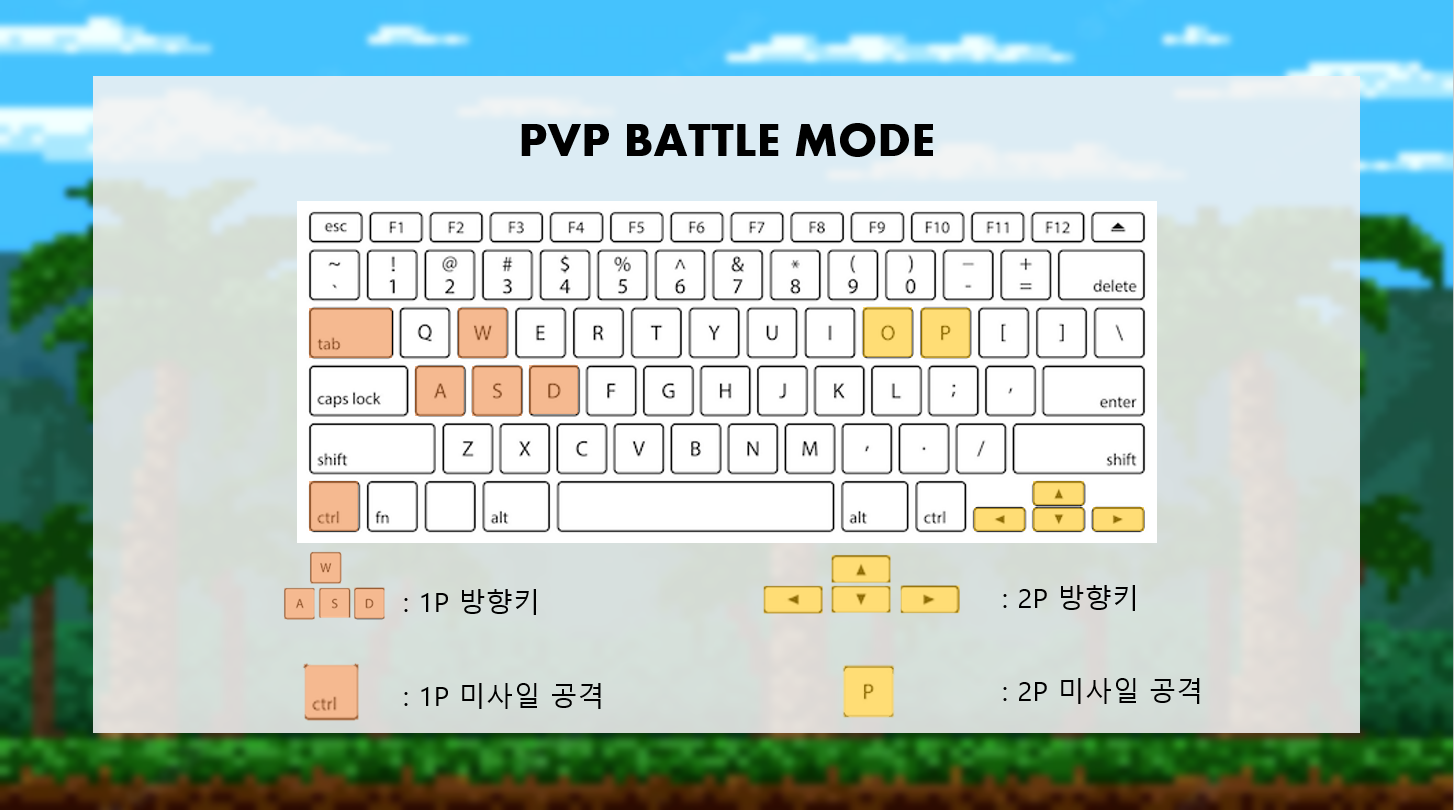 PVP BATTLE MODE
esc F1 F2 F3 F4 F5 F6 F7 F8 F9 F10 F11 F12
~ ! @ # $ % ^ & * ( ) — +
` 1 2 3 4 5 6 7 8 9 0 - = delete
tab Q W E R T Y U I O P [ ] \
caps lock A S D F G H J K L ; ' enter
shift Z X C V B N M , . / shift
ctrl fn alt alt ctrl ◄ ▲ ▼ ►
W
A S D : 1P 방향키
▲
◄ ▼ ► : 2P 방향키
ctrl : 1P 미사일 공격
P : 2P 미사일 공격